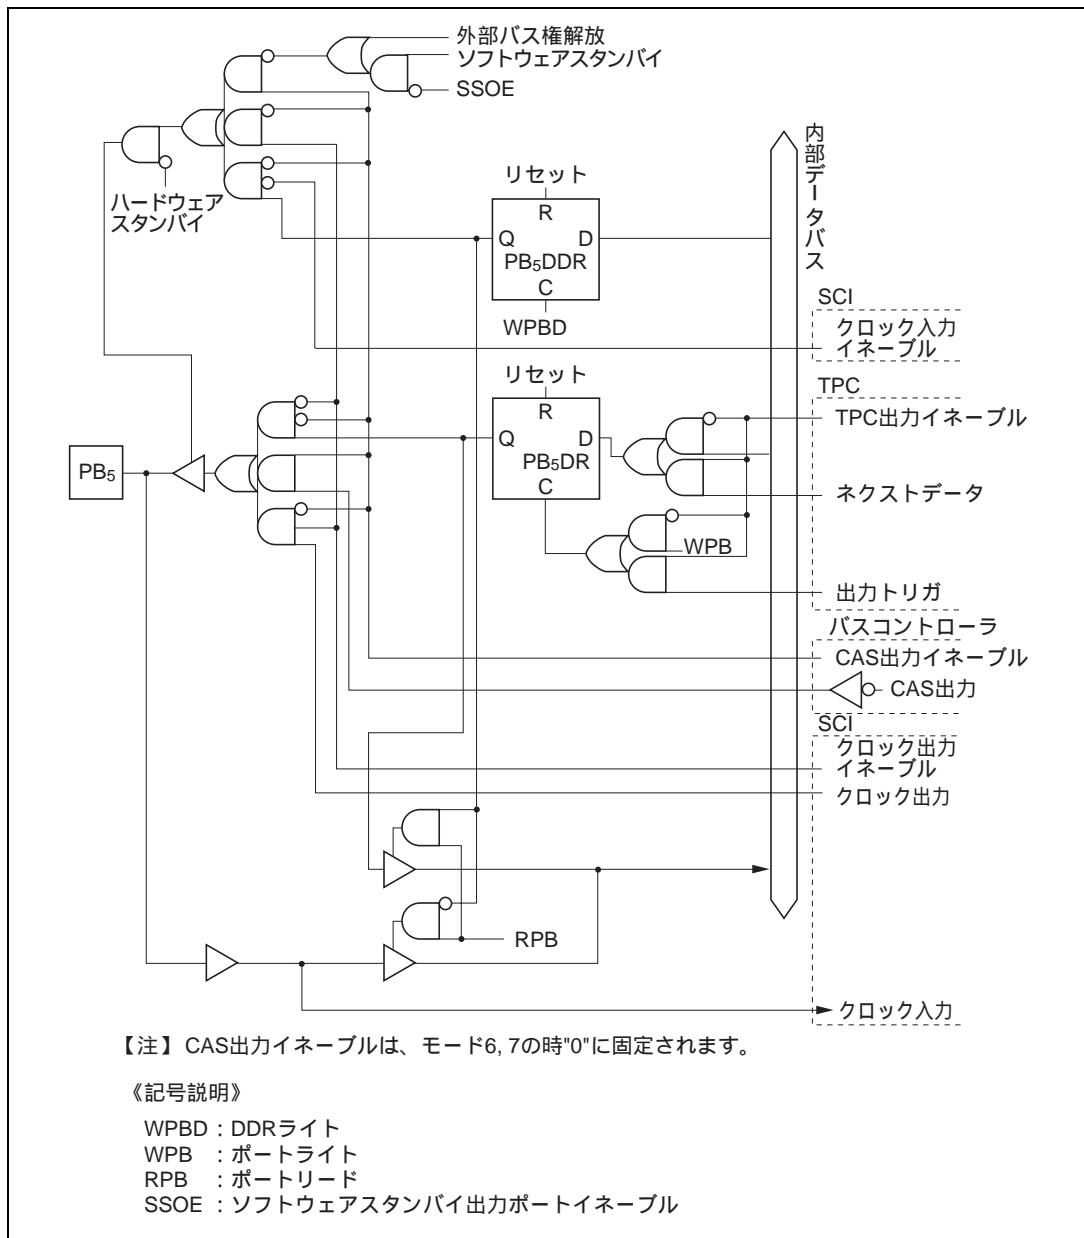 外部バス権解放
ソフトウェアスタンバイ
SSOE
ハードウェア
スタンバイ
内部データバス
リセット
R
Q D
PB5DDR
C
WPBD
SCI
クロック入力
イネーブル
リセット
R
Q D
PB5DR
C
TPC
TPC出力イネーブル
ネクストデータ
WPB
出力トリガ
PB5
バスコントローラ
CAS出力イネーブル
CAS出力
SCI
クロック出力
イネーブル
クロック出力
RPB
クロック入力
【注】 CAS出力イネーブルは、モード6, 7の時"0"に固定されます。
《記号説明》
WPBD : DDRライト
WPB : ポートライト
RPB : ポートリード
SSOE : ソフトウェアスタンバイ出力ポートイネーブル